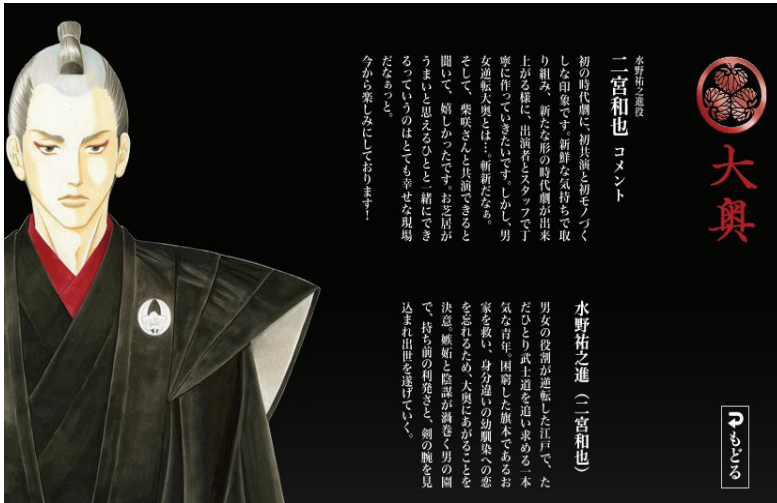 大奥
水野祐之進役
二宮和也 コメント
初の時代劇に、初共演と初モノづく
しな印象です。新鮮な気持ちで取
り組み、新たな形の時代劇が出来
上がる様に、出演者とスタッフで丁
寧に作っていきたいです。しかし、男
女逆転大奥とは…。斬新だなぁ。
そして、柴咲さんと共演できると
聞いて、嬉しかったです。お芝居が
うまいと思えるひとと一緒にでき
るっていうのはとても幸せな現場
だなぁっと。
今から楽しみにしております!
水野祐之進(二宮和也)
男女の役割が逆転した江戸で、た
だひとり武士道を追い求める一本
気な青年。困窮した旗本であるお
家を救い、身分違いの幼馴染への恋
を忘れるため、大奥にあがることを
決意。嫉妬と陰謀が渦巻く男の園
で、持ち前の利発さと、剣の腕を見
込まれ出世を遂げていく。
もどる